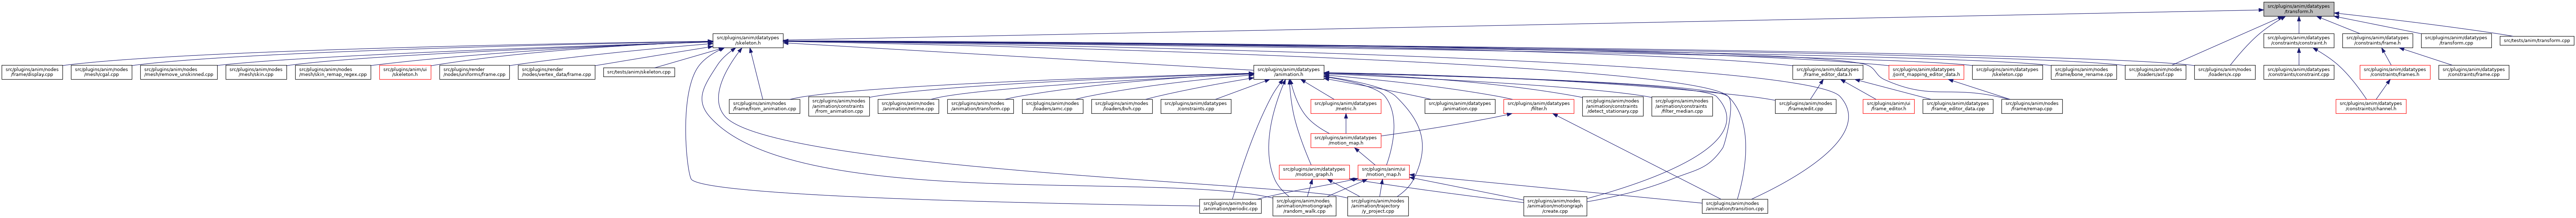 src/plugins/anim/datatypes
/transform.h
src/plugins/anim/datatypes
/skeleton.h
src/plugins/anim/datatypes
/constraints/constraint.h
src/plugins/anim/datatypes
/constraints/frame.h
src/plugins/anim/datatypes
/transform.cpp
src/tests/anim/transform.cpp
src/plugins/anim/nodes
/frame/display.cpp
src/plugins/anim/nodes
/mesh/cgal.cpp
src/plugins/anim/nodes
/mesh/remove_unskinned.cpp
src/plugins/anim/nodes
/mesh/skin.cpp
src/plugins/anim/nodes
/mesh/skin_remap_regex.cpp
src/plugins/anim/ui
/skeleton.h
src/plugins/render
/nodes/uniforms/frame.cpp
src/plugins/render
/nodes/vertex_data/frame.cpp
src/tests/anim/skeleton.cpp
src/plugins/anim/datatypes
/animation.h
src/plugins/anim/datatypes
/frame_editor_data.h
src/plugins/anim/datatypes
/joint_mapping_editor_data.h
src/plugins/anim/datatypes
/skeleton.cpp
src/plugins/anim/nodes
/frame/bone_rename.cpp
src/plugins/anim/nodes
/loaders/asf.cpp
src/plugins/anim/nodes
/loaders/x.cpp
src/plugins/anim/datatypes
/constraints/constraint.cpp
src/plugins/anim/datatypes
/constraints/frames.h
src/plugins/anim/datatypes
/constraints/frame.cpp
src/plugins/anim/nodes
/frame/from_animation.cpp
src/plugins/anim/nodes
/animation/constraints
/from_animation.cpp
src/plugins/anim/nodes
/animation/retime.cpp
src/plugins/anim/nodes
/animation/transform.cpp
src/plugins/anim/nodes
/loaders/amc.cpp
src/plugins/anim/nodes
/loaders/bvh.cpp
src/plugins/anim/datatypes
/constraints.cpp
src/plugins/anim/datatypes
/metric.h
src/plugins/anim/datatypes
/animation.cpp
src/plugins/anim/datatypes
/filter.h
src/plugins/anim/nodes
/animation/constraints
/detect_stationary.cpp
src/plugins/anim/nodes
/animation/constraints
/filter_median.cpp
src/plugins/anim/nodes
/frame/edit.cpp
src/plugins/anim/ui
/frame_editor.h
src/plugins/anim/datatypes
/frame_editor_data.cpp
src/plugins/anim/nodes
/frame/remap.cpp
src/plugins/anim/datatypes
/constraints/channel.h
src/plugins/anim/datatypes
/motion_map.h
src/plugins/anim/datatypes
/motion_graph.h
src/plugins/anim/ui
/motion_map.h
src/plugins/anim/nodes
/animation/periodic.cpp
src/plugins/anim/nodes
/animation/motiongraph
/random_walk.cpp
src/plugins/anim/nodes
/animation/trajectory
/y_project.cpp
src/plugins/anim/nodes
/animation/motiongraph
/create.cpp
src/plugins/anim/nodes
/animation/transition.cpp